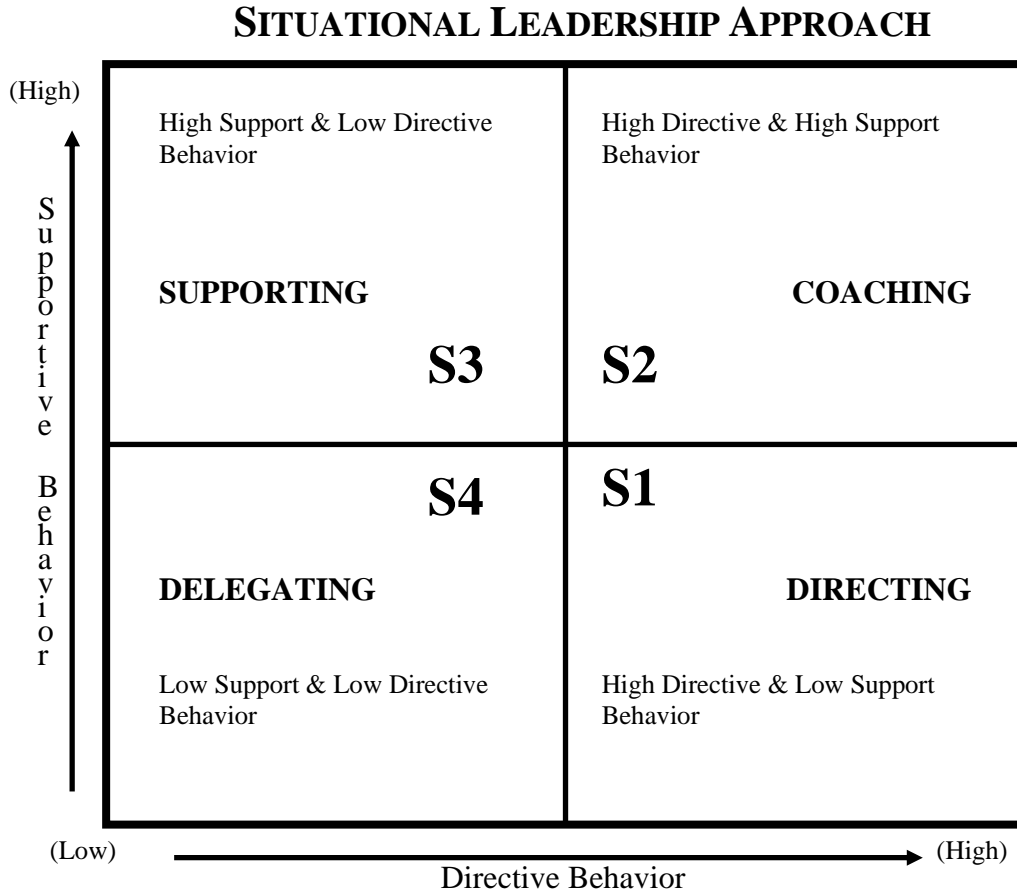 SITUATIONAL LEADERSHIP APPROACH
(High)
High Support & Low Directive
Behavior
High Directive & High Support
Behavior
Supportive Behavior
SUPPORTING
COACHING
S3
S2
S4
S1
DELEGATING
DIRECTING
Low Support & Low Directive
Behavior
High Directive & Low Support
Behavior
(Low)
(High)
Directive Behavior